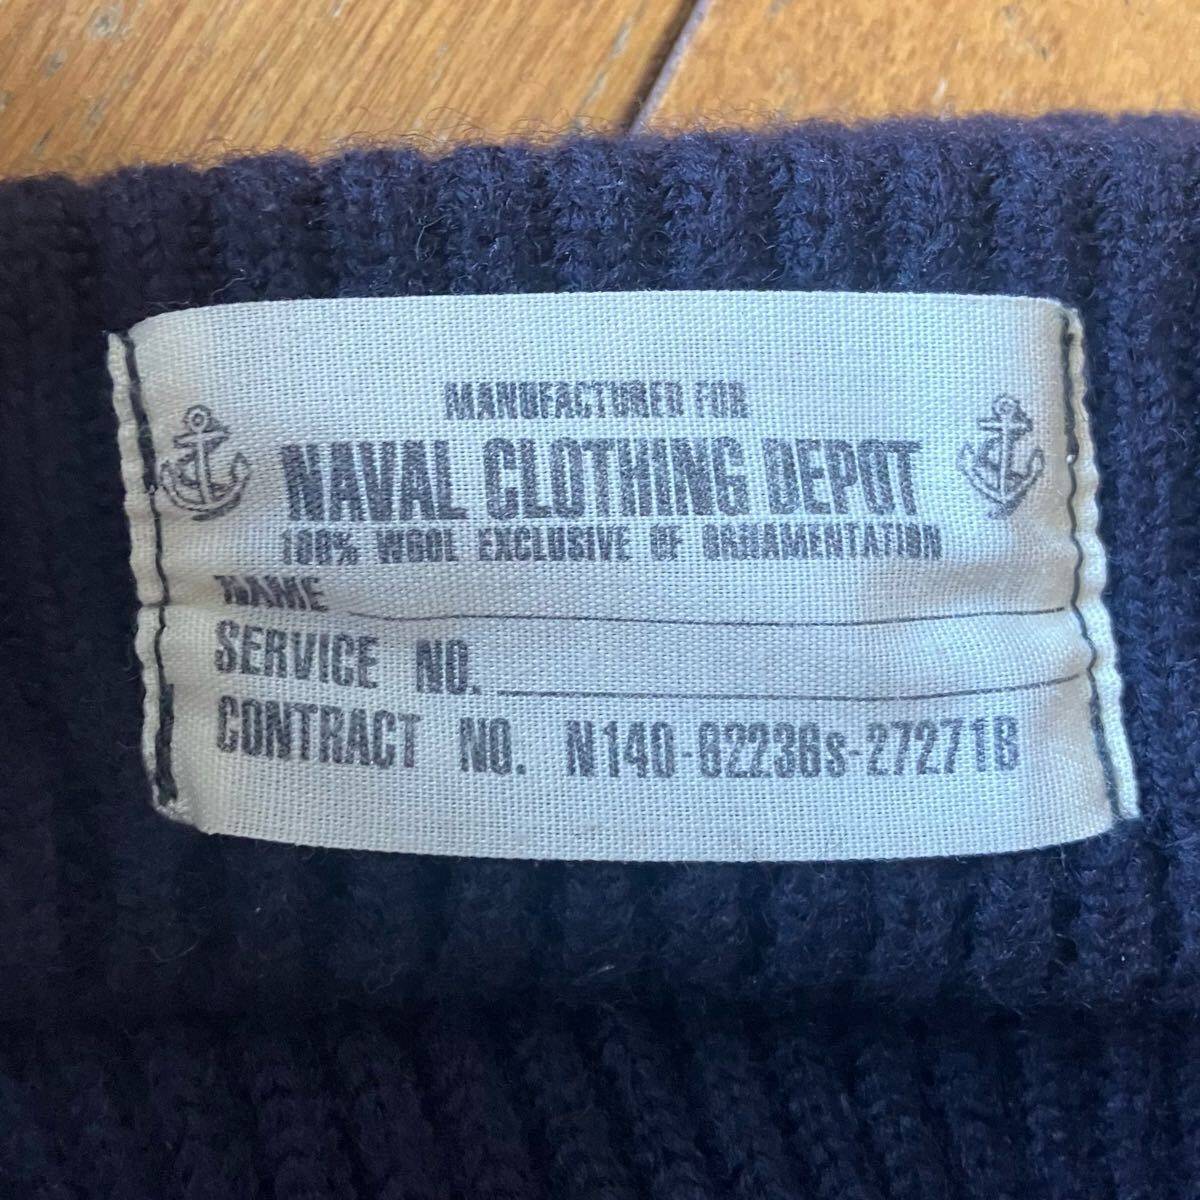 MANUFACTURED FOR
NAVAL CLOTHING DEPOT
100% WOOL EXCLUSIVE OF ORNAMENTATION
NAME
SERVICE NO.
CONTRACT NO. N140-62236s-27271B